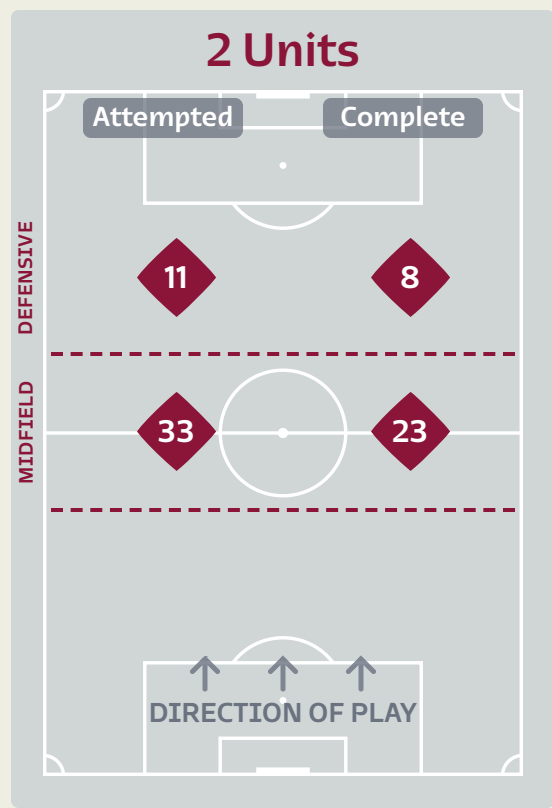 2 Units
Attempted Complete
DEFENSIVE
11 8
MIDFIELD
33 23
DIRECTION OF PLAY